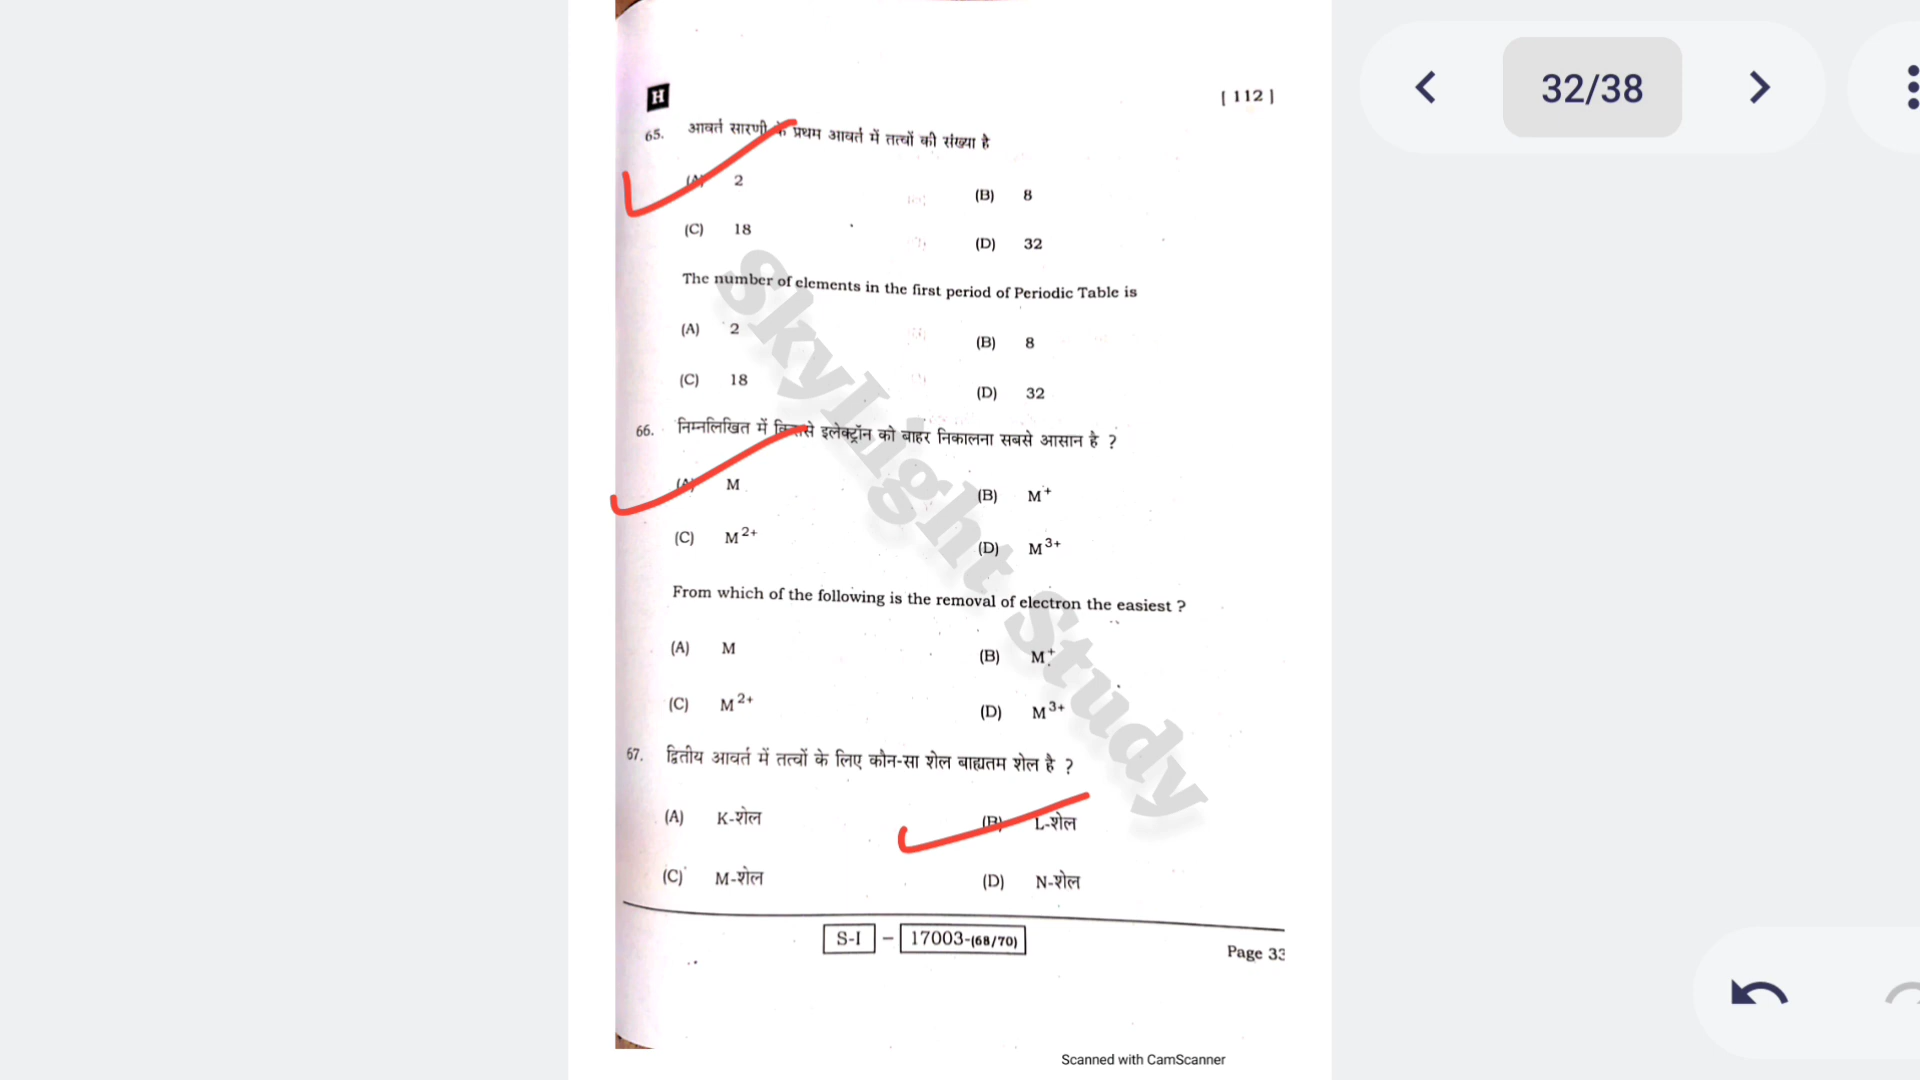 32/38
H
[ 112 ]
65. आवर्त सारणी के प्रथम आवर्त में तत्वों की संख्या है
(A) 2
(B) 8
(C) 18
(D) 32
The number of elements in the first period of Periodic Table is
(A) 2
(B) 8
(C) 18
(D) 32
66. निम्नलिखित में किससे इलेक्ट्रॉन को बाहर निकालना सबसे आसान है ?
(A) M
(B) M⁺
(C) M²⁺
(D) M³⁺
From which of the following is the removal of electron the easiest ?
(A) M
(B) M⁺
(C) M²⁺
(D) M³⁺
67. द्वितीय आवर्त में तत्वों के लिए कौन-सा शेल बाह्यतम शेल है ?
(A) K-शेल
(B) L-शेल
(C) M-शेल
(D) N-शेल
S-I – 17003-(68/70)
Page 33
SkyLight Study
Scanned with CamScanner